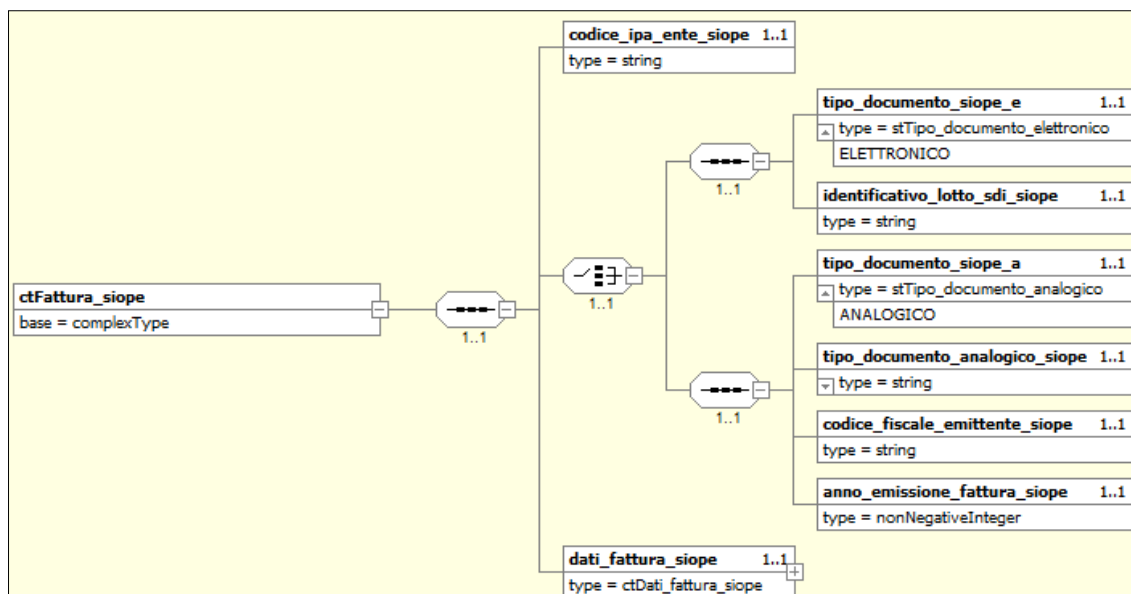 codice_ipa_ente_siope 1..1
type = string
tipo_documento_siope_e 1..1
type = stTipo_documento_elettronico
ELETTRONICO
1..1
identificativo_lotto_sdi_siope 1..1
type = string
tipo_documento_siope_a 1..1
type = stTipo_documento_analogico
ANALOGICO
1..1
ctFattura_siope
base = complexType
1..1
tipo_documento_analogico_siope 1..1
type = string
1..1
codice_fiscale_emittente_siope 1..1
type = string
anno_emissione_fattura_siope 1..1
type = nonNegativeInteger
dati_fattura_siope 1..1
type = ctDati_fattura_siope